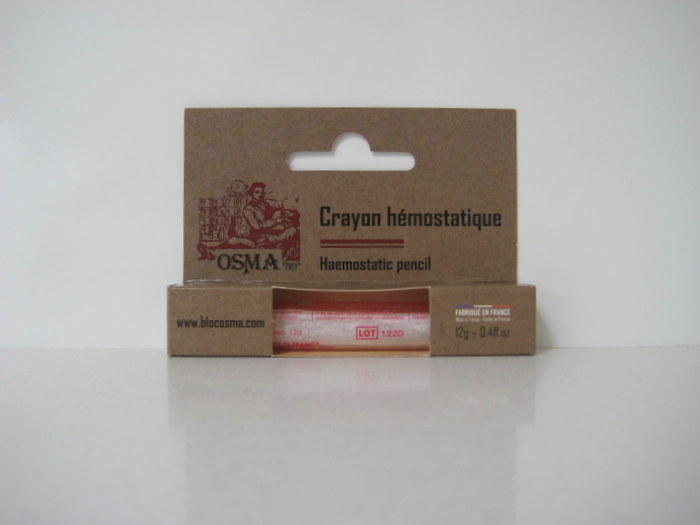 Crayon hémostatique
OSMA
Haemostatic pencil
www.blocosma.com
LOT 1220
FABRIQUÉ EN FRANCE
12g - 0.4fl oz